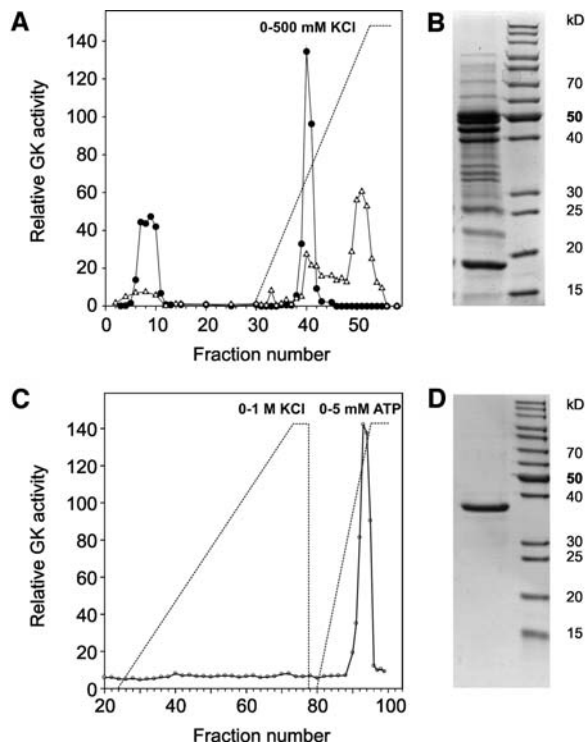 A
0-500 mM KCl
Relative GK activity
140
120
100
80
60
40
20
0
0 10 20 30 40 50
Fraction number
B
kD
70
50
40
30
25
20
15
C
0-1 M KCl 0-5 mM ATP
Relative GK activity
140
120
100
80
60
40
20
0
20 40 60 80 100
Fraction number
D
kD
70
50
40
30
25
20
15